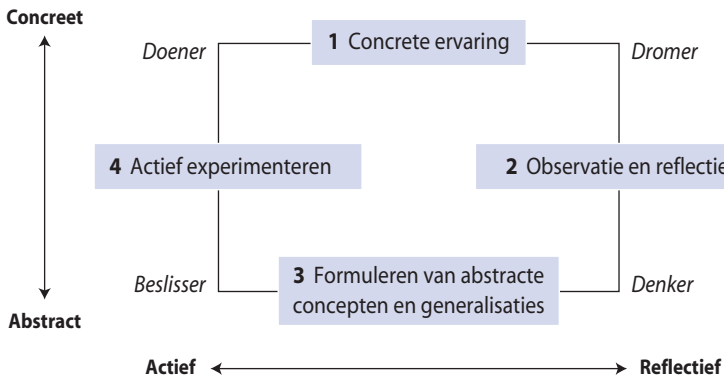 Concreet
Doener
1 Concrete ervaring
Dromer
4 Actief experimenteren
2 Observatie en reflectie
Beslisser
3 Formuleren van abstracte
concepten en generalisaties
Denker
Abstract
Actief
Reflectief